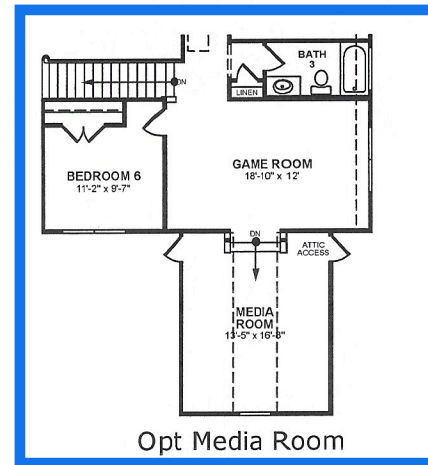 BATH
3
DN
LINEN
GAME ROOM
18'-10" x 12'
BEDROOM 6
11'-2" x 9'-7"
DN
ATTIC
ACCESS
MEDIA
ROOM
13'-5" x 16'-8"
Opt Media Room